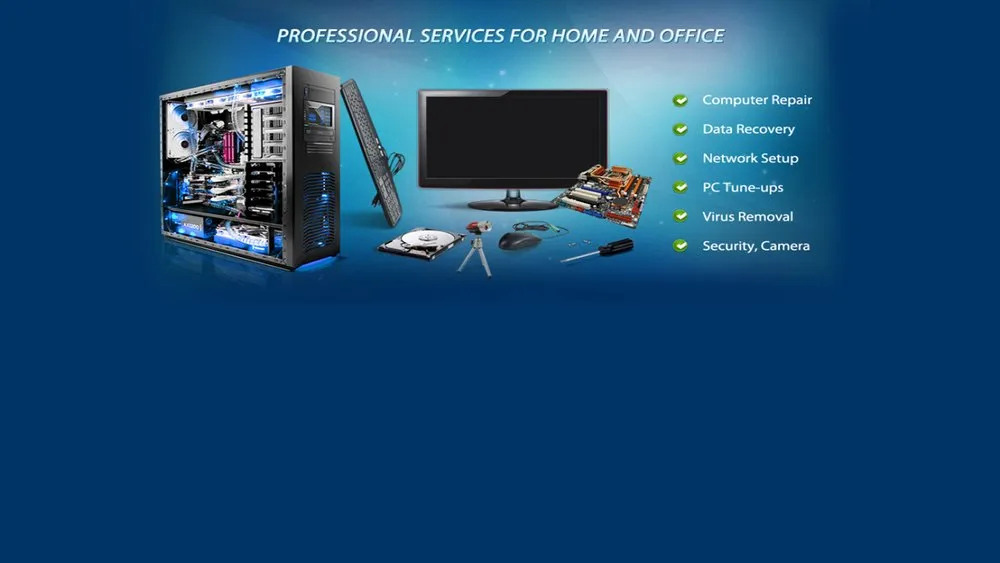 PROFESSIONAL SERVICES FOR HOME AND OFFICE
Computer Repair
Data Recovery
Network Setup
PC Tune-ups
Virus Removal
Security, Camera